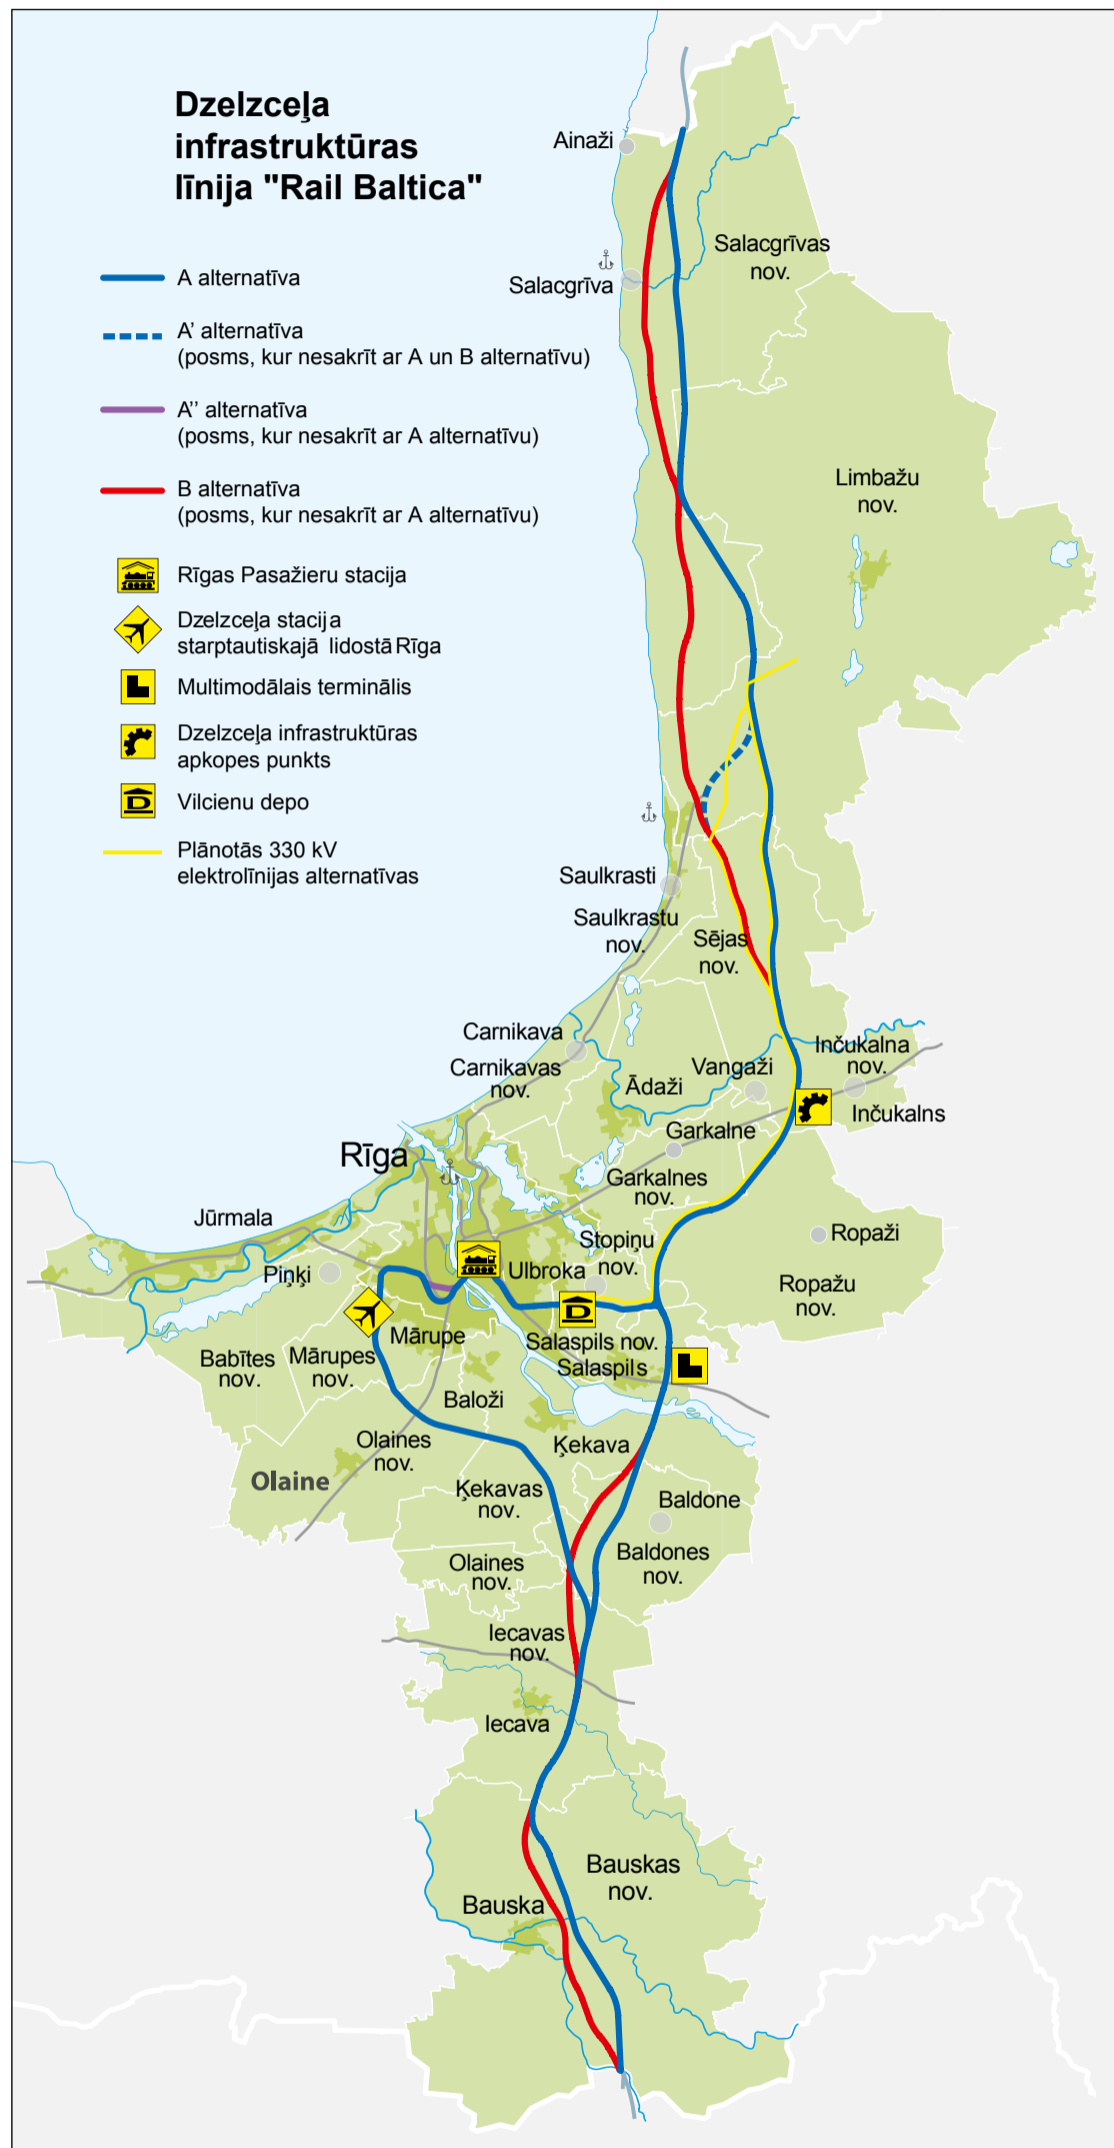 Dzelzceļa
infrastruktūras
līnija "Rail Baltica"
A alternatīva
A' alternatīva
(posms, kur nesakrīt ar A un B alternatīvu)
A'' alternatīva
(posms, kur nesakrīt ar A alternatīvu)
B alternatīva
(posms, kur nesakrīt ar A alternatīvu)
Rīgas Pasažieru stacija
Dzelzceļa stacija
starptautiskajā lidostā Rīga
Multimodālais terminālis
Dzelzceļa infrastruktūras
apkopes punkts
D
Vilcienu depo
Plānotās 330 kV
elektrolīnijas alternatīvas
Ainaži
Salacgrīvas
nov.
Salacgrīva
Limbažu
nov.
Saulkrasti
Saulkrastu
nov.
Sējas
nov.
Carnikava
Carnikavas
nov.
Ādaži
Vangaži
Inčukalna
nov.
Inčukalns
Garkalne
Garkalnes
nov.
Rīga
Jūrmala
Piņķi
Stopiņu
nov.
Ulbroka
Ropaži
Ropažu
nov.
D
Mārupe
Salaspils nov.
Salaspils
Babītes
nov.
Mārupes
nov.
Baloži
Olaines
nov.
Olaine
Ķekava
Ķekavas
nov.
Baldone
Baldones
nov.
Olaines
nov.
Iecavas
nov.
Iecava
Bauskas
nov.
Bauska